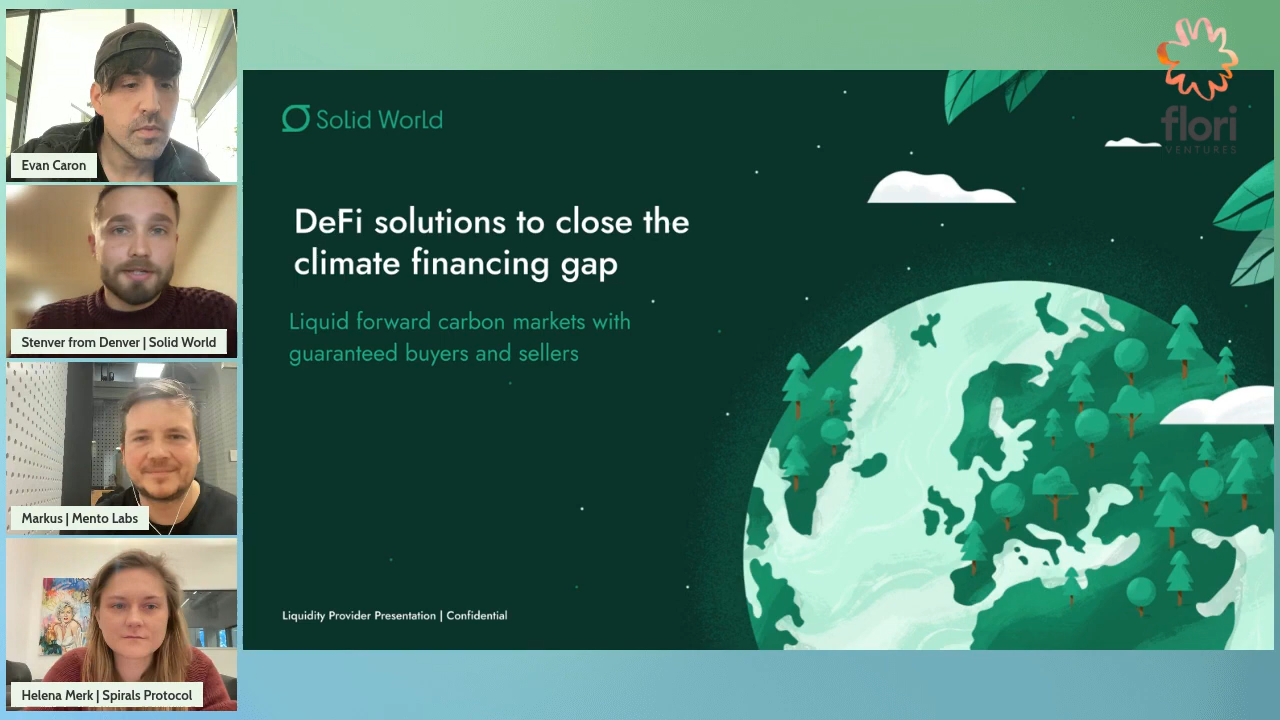 Evan Caron
Stenver from Denver | Solid World
Markus | Mento Labs
Helena Merk | Spirals Protocol
Solid World
DeFi solutions to close the
climate financing gap
Liquid forward carbon markets with
guaranteed buyers and sellers
Liquidity Provider Presentation | Confidential
flori
VENTURES